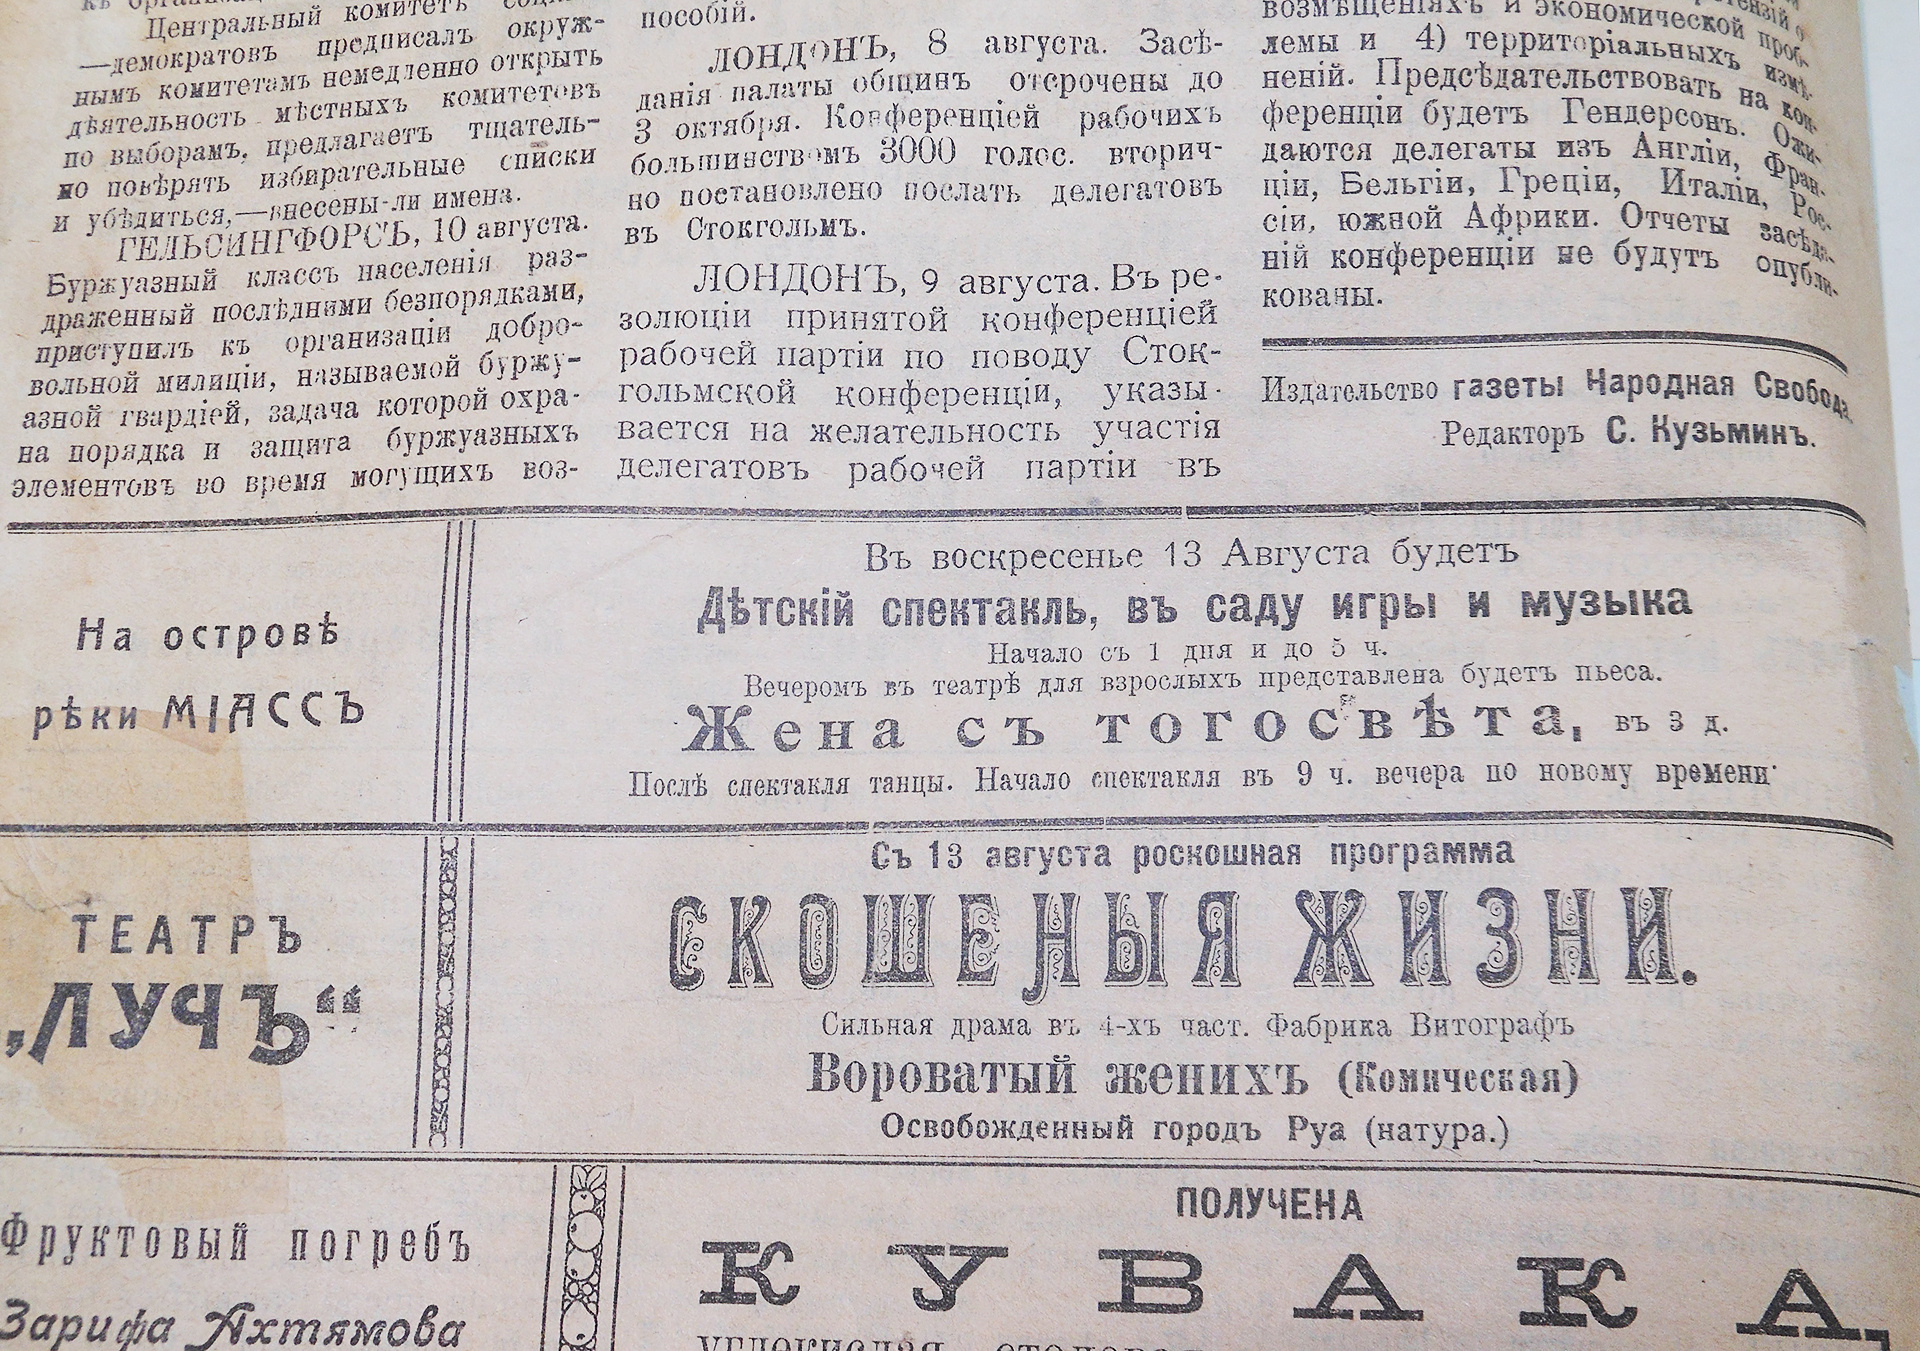 Центральный комитетъ
—демократовъ предписалъ окруж-
нымъ комитетамъ немедленно открыть
дѣятельность мѣстныхъ комитетовъ
по выборамъ, предлагаетъ тщатель-
но повѣрять избирательные списки
и убѣдиться,—внесены-ли имена.
ГЕЛЬСИНГФОРСЪ, 10 августа.
Буржуазный классъ населенія раз-
драженный послѣдними безпорядками,
приступилъ къ организаціи добро-
вольной милиціи, называемой буржу-
азной гвардіей, задача которой охра-
на порядка и защита буржуазныхъ
элементовъ во время могущихъ воз-
пособій.
ЛОНДОНЪ, 8 августа. Засѣ-
данія палаты общинъ отсрочены до
3 октября. Конференціей рабочихъ
большинствомъ 3000 голос. вторич-
но постановлено послать делегатовъ
въ Стокгольмъ.
ЛОНДОНЪ, 9 августа. Въ ре-
золюціи принятой конференціей
рабочей партіи по поводу Сток-
гольмской конференціи, указы-
вается на желательность участія
делегатовъ рабочей партіи въ
возмѣщеніяхъ и экономической проб-
лемы и 4) территоріальныхъ измѣ-
неній. Предсѣдательствовать на кон-
ференціи будетъ Гендерсонъ. Ожи-
даются делегаты изъ Англіи, Фран-
ціи, Бельгіи, Греціи, Италіи, Рос-
сіи, южной Африки. Отчеты засѣда-
ній конференціи не будутъ опубли-
кованы.
Издательство газеты Народная Свобода.
Редакторъ С. Кузьминъ.
На островѣ
рѣки МІАССЪ
Въ воскресенье 13 Августа будетъ
Дѣтскій спектакль, въ саду игры и музыка
Начало съ 1 дня и до 5 ч.
Вечеромъ въ театрѣ для взрослыхъ представлена будетъ пьеса.
Жена съ тогосвѣта, въ 3 д.
Послѣ спектакля танцы. Начало спектакля въ 9 ч. вечера по новому времени
ТЕАТРЪ
„ЛУЧЪ“
Съ 13 августа роскошная программа
СКОШЕНЫЯ ЖИЗНИ.
Сильная драма въ 4-хъ част. Фабрика Витографъ
Вороватый женихъ (Комическая)
Освобожденный городъ Руа (натура.)
Фруктовый погребъ
Зарифа Ахтямова
ПОЛУЧЕНА
КУВАКА,
углекислая столовая